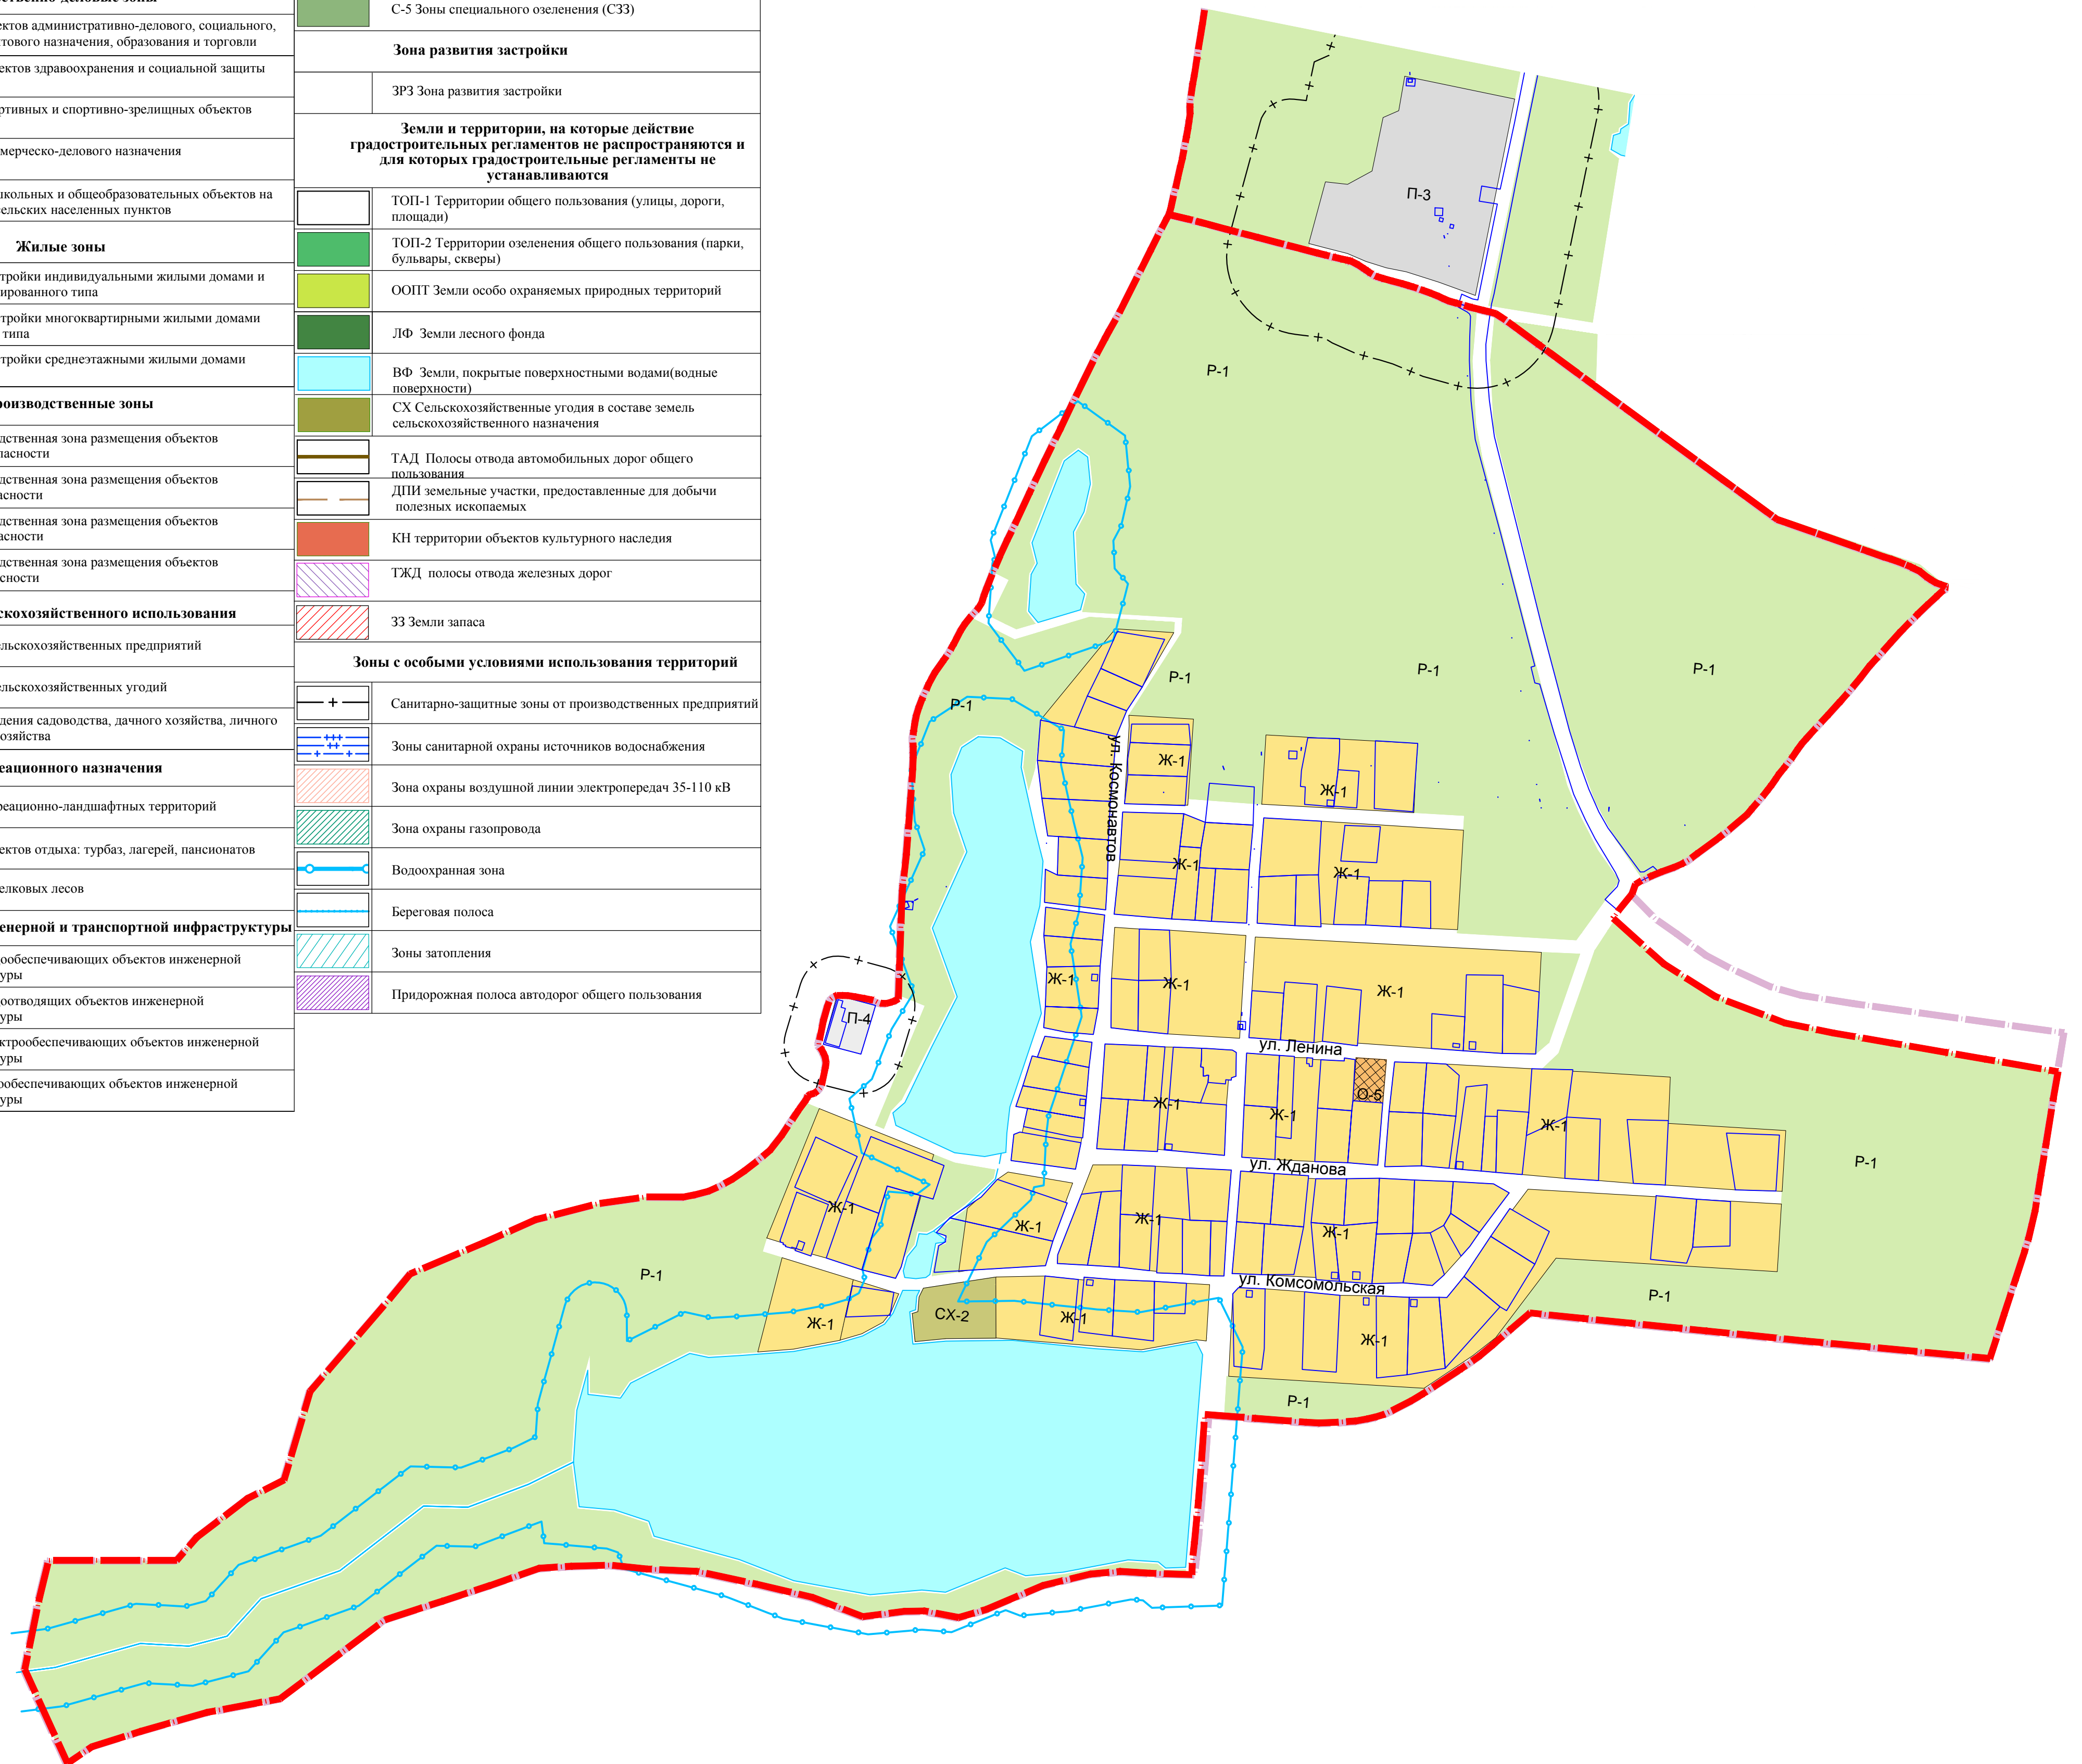 ектов административно-делового, социального,
тового назначения, образования и торговли
ектов здравоохранения и социальной защиты
ртивных и спортивно-зрелищных объектов
мерческо-делового назначения
школьных и общеобразовательных объектов на
сельских населенных пунктов
Жилые зоны
тройки индивидуальными жилыми домами и
ированного типа
тройки многоквартирными жилыми домами
типа
тройки среднеэтажными жилыми домами
роизводственные зоны
дственная зона размещения объектов
пасности
дственная зона размещения объектов
асности
дственная зона размещения объектов
асности
дственная зона размещения объектов
сности
скохозяйственного использования
ельскохозяйственных предприятий
ельскохозяйственных угодий
дения садоводства, дачного хозяйства, личного
хозяйства
еационного назначения
реационно-ландшафтных территорий
ектов отдыха: турбаз, лагерей, пансионатов
елковых лесов
енерной и транспортной инфраструктуры
дообеспечивающих объектов инженерной
уры
доотводящих объектов инженерной
уры
ктрообеспечивающих объектов инженерной
уры
ообеспечивающих объектов инженерной
уры
С-5 Зоны специального озеленения (СЗЗ)
Зона развития застройки
ЗРЗ Зона развития застройки
Земли и территории, на которые действие
градостроительных регламентов не распространяются и
для которых градостроительные регламенты не
устанавливаются
ТОП-1 Территории общего пользования (улицы, дороги,
площади)
ТОП-2 Территории озеленения общего пользования (парки,
бульвары, скверы)
ООПТ Земли особо охраняемых природных территорий
ЛФ Земли лесного фонда
ВФ Земли, покрытые поверхностными водами(водные
поверхности)
СХ Сельскохозяйственные угодия в составе земель
сельскохозяйственного назначения
ТАД Полосы отвода автомобильных дорог общего
пользования
ДПИ земельные участки, предоставленные для добычи
полезных ископаемых
КН территории объектов культурного наследия
ТЖД полосы отвода железных дорог
ЗЗ Земли запаса
Зоны с особыми условиями использования территорий
Санитарно-защитные зоны от производственных предприятий
Зоны санитарной охраны источников водоснабжения
Зона охраны воздушной линии электропередач 35-110 кВ
Зона охраны газопровода
Водоохранная зона
Береговая полоса
Зоны затопления
Придорожная полоса автодорог общего пользования
П-3
Р-1
Р-1
Р-1
Р-1
Р-1
ул. Космонавтов
Ж-1
Ж-1
Ж-1
Ж-1
Ж-1
Ж-1
Ж-1
П-4
ул. Ленина
О-5
Ж-1
Ж-1
Ж-1
Р-1
ул. Жданова
Ж-1
Ж-1
Ж-1
Ж-1
Р-1
ул. Комсомольская
Р-1
СХ-2
Ж-1
Ж-1
Ж-1
Р-1